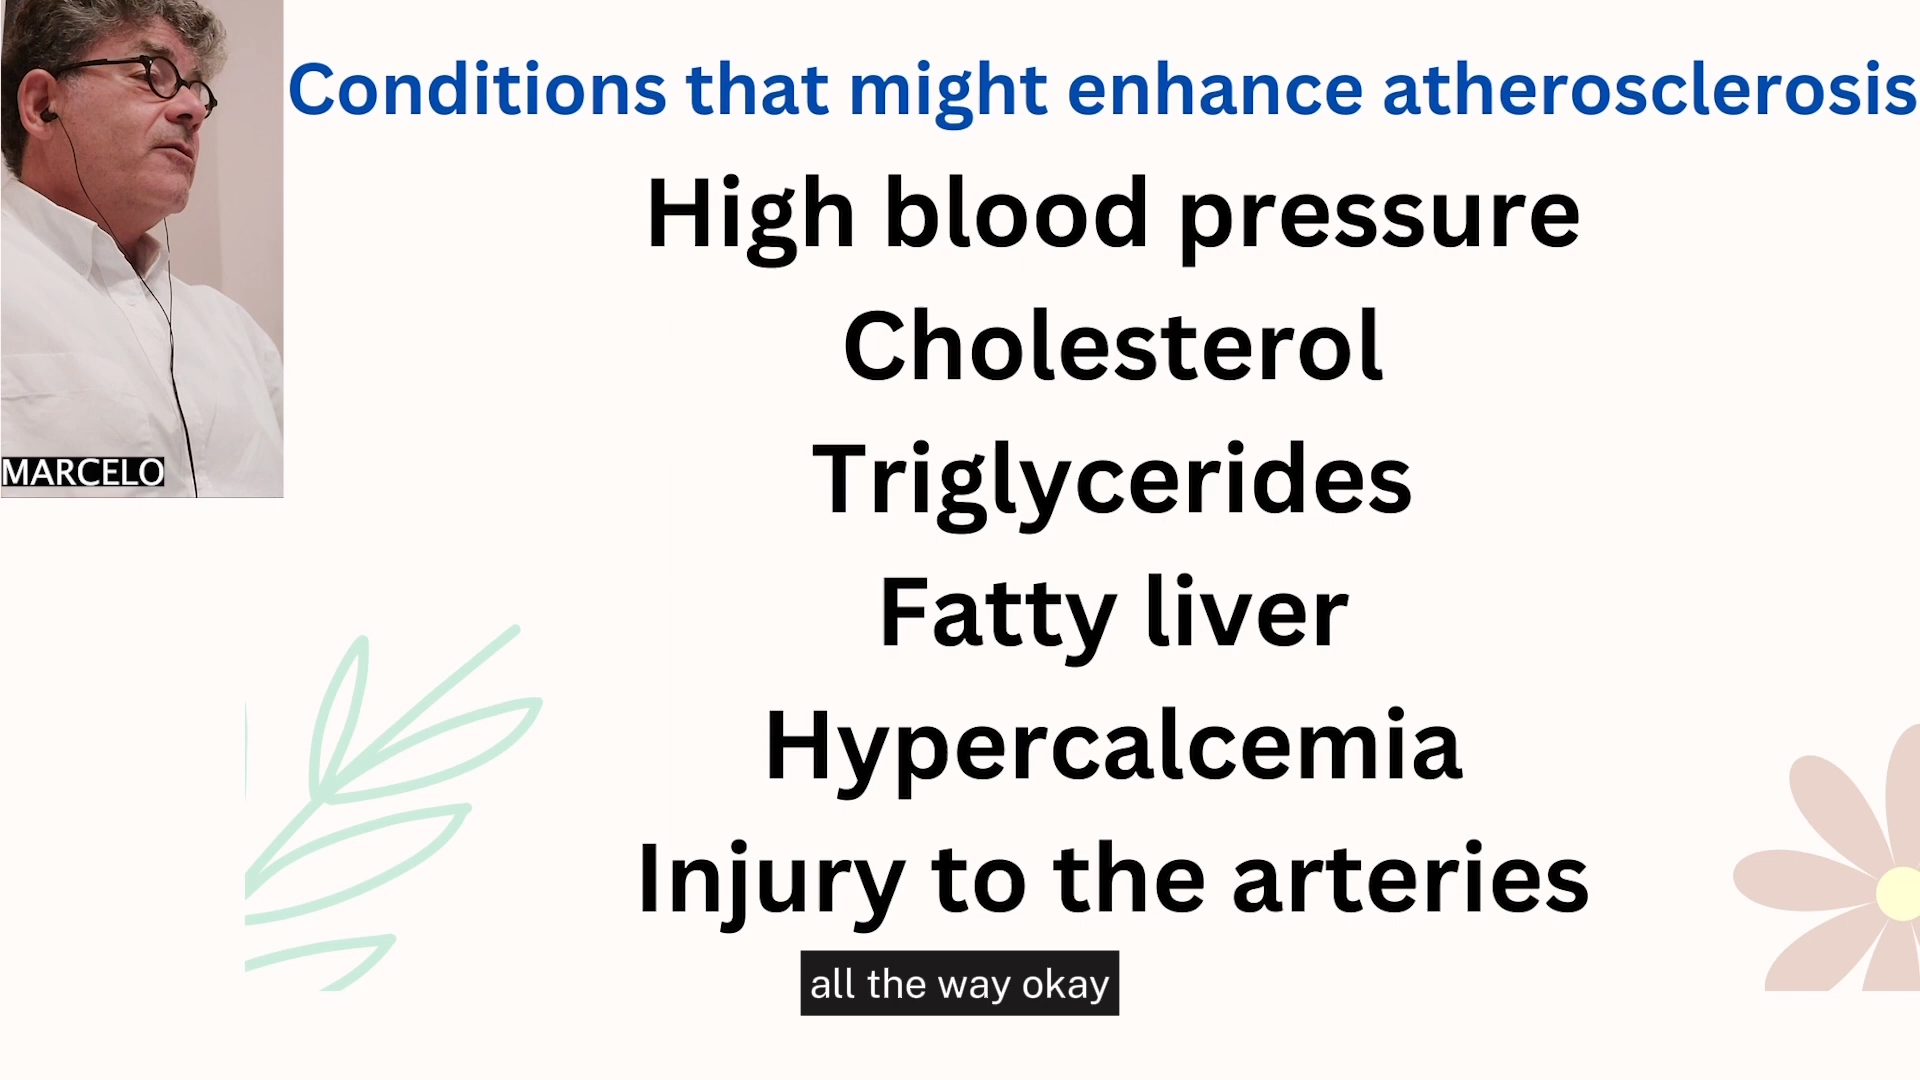 Conditions that might enhance atherosclerosis
High blood pressure
Cholesterol
Triglycerides
Fatty liver
Hypercalcemia
Injury to the arteries
MARCELO
all the way okay